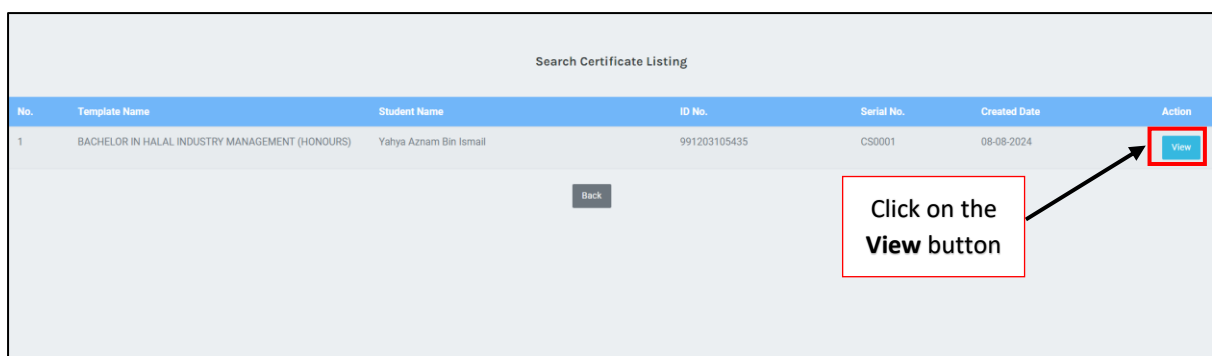 Search Certificate Listing
No. Template Name Student Name ID No. Serial No. Created Date Action
1 BACHELOR IN HALAL INDUSTRY MANAGEMENT (HONOURS) Yahya Aznam Bin Ismail 991203105435 CS0001 08-08-2024 View
Back
Click on the
View button